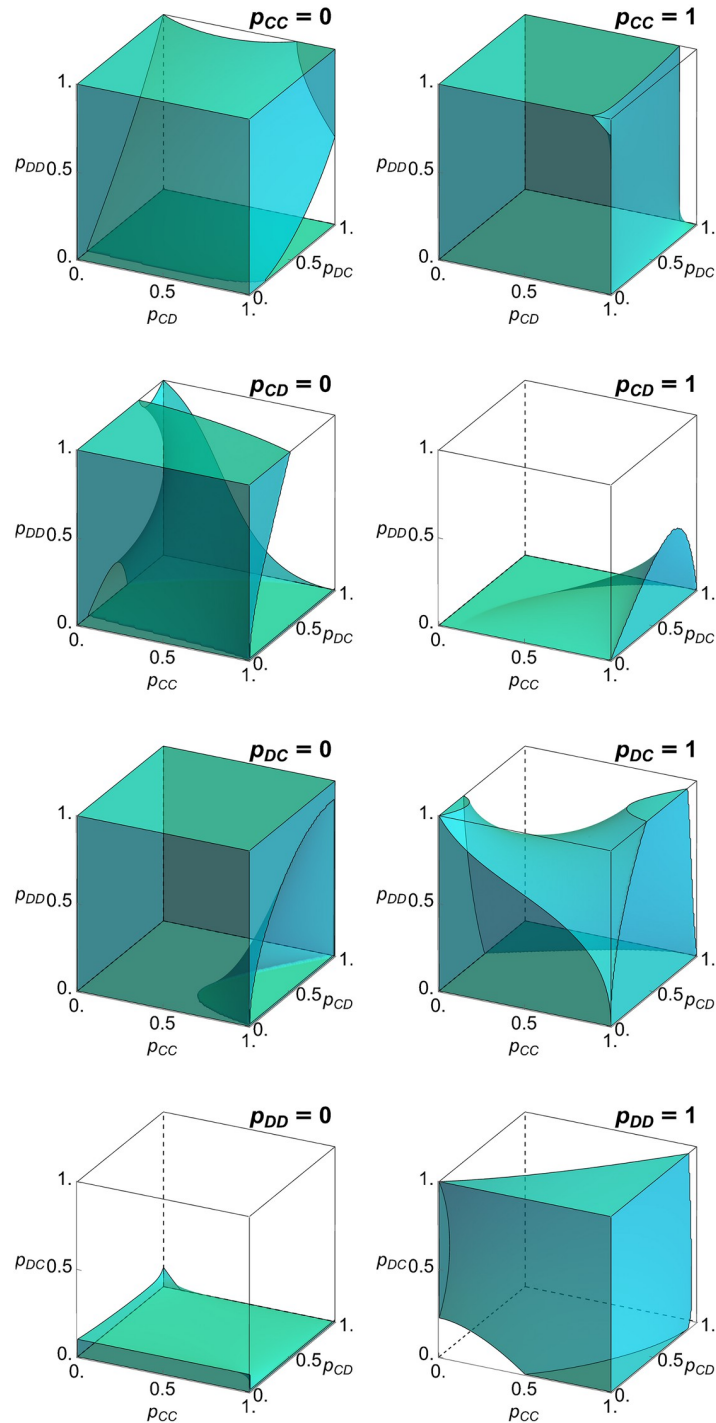 p_CC = 0
1.
p_DD 0.5
0.
0.
0.5
1.
p_CD
0.
0.5
p_DC
1.
p_CC = 1
1.
p_DD 0.5
0.
0.
0.5
1.
p_CD
0.
0.5
p_DC
1.
p_CD = 0
1.
p_DD 0.5
0.
0.
0.5
1.
p_CC
0.
0.5
p_DC
1.
p_CD = 1
1.
p_DD 0.5
0.
0.
0.5
1.
p_CC
0.
0.5
p_DC
1.
p_DC = 0
1.
p_DD 0.5
0.
0.
0.5
1.
p_CC
0.
0.5
p_CD
1.
p_DC = 1
1.
p_DD 0.5
0.
0.
0.5
1.
p_CC
0.
0.5
p_CD
1.
p_DD = 0
1.
p_DC 0.5
0.
0.
0.5
1.
p_CC
0.
0.5
p_CD
1.
p_DD = 1
1.
p_DC 0.5
0.
0.
0.5
1.
p_CC
0.
0.5
p_CD
1.